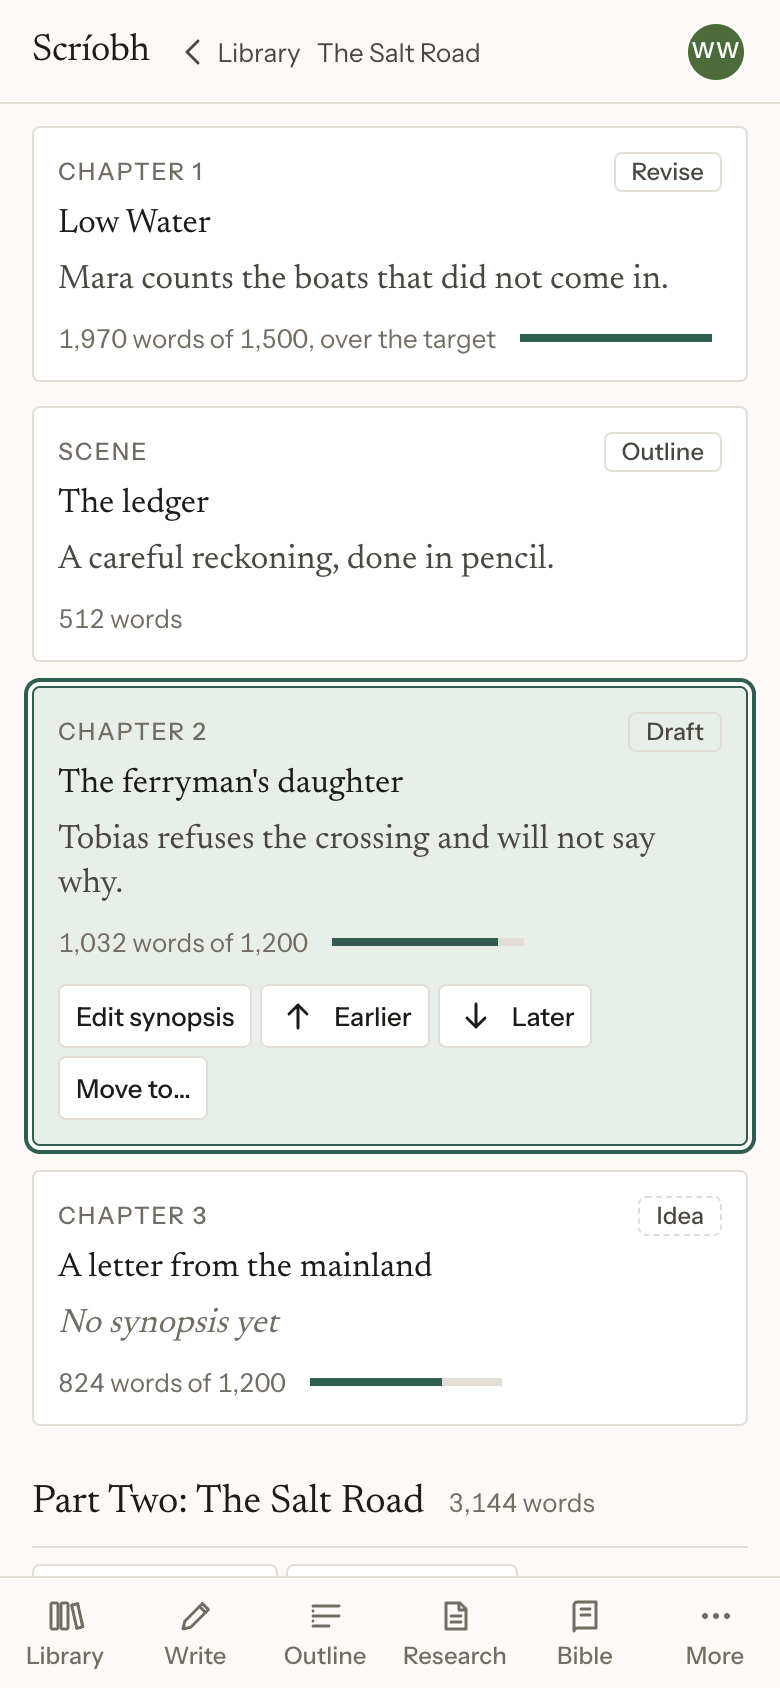 Scríobh
Library The Salt Road
WW
CHAPTER 1
Revise
Low Water
Mara counts the boats that did not come in.
1,970 words of 1,500, over the target
SCENE
Outline
The ledger
A careful reckoning, done in pencil.
512 words
CHAPTER 2
Draft
The ferryman's daughter
Tobias refuses the crossing and will not say
why.
1,032 words of 1,200
Edit synopsis
Earlier
Later
Move to...
CHAPTER 3
Idea
A letter from the mainland
No synopsis yet
824 words of 1,200
Part Two: The Salt Road 3,144 words
Library
Write
Outline
Research
Bible
More